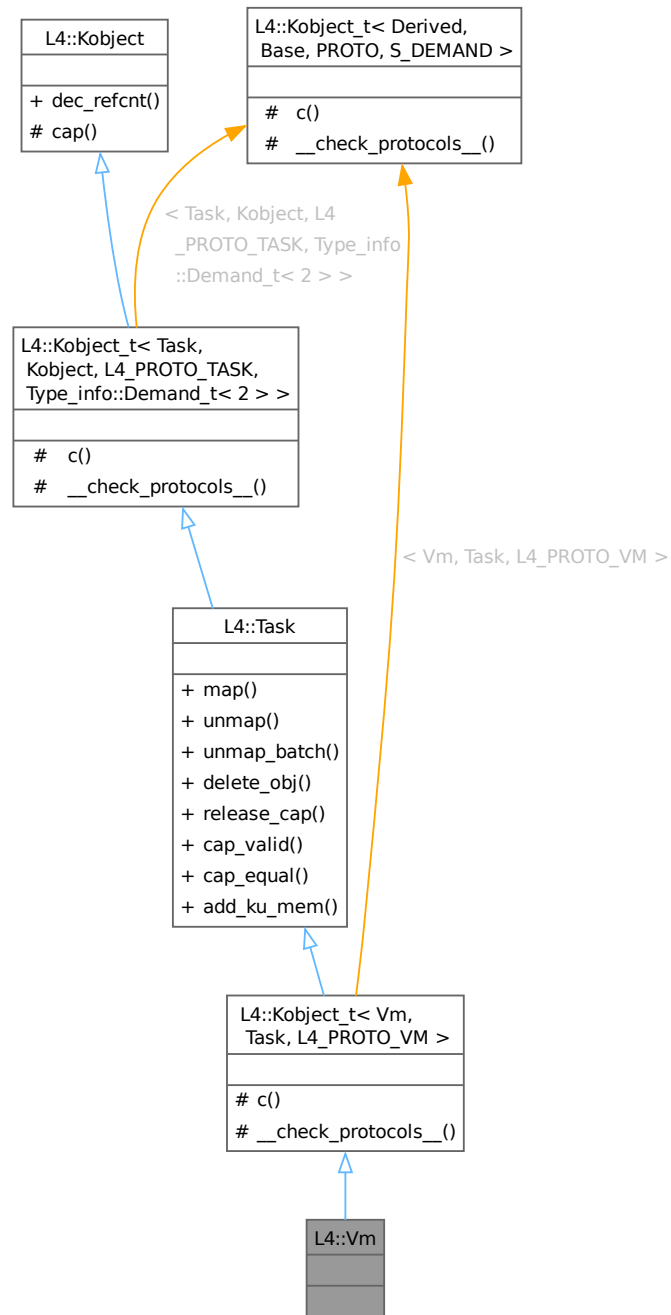 L4::Kobject
+ dec_refcnt()
# cap()
L4::Kobject_t< Derived,
Base, PROTO, S_DEMAND >
# c()
# __check_protocols__()
< Task, Kobject, L4
_PROTO_TASK, Type_info
::Demand_t< 2 > >
L4::Kobject_t< Task,
Kobject, L4_PROTO_TASK,
Type_info::Demand_t< 2 > >
# c()
# __check_protocols__()
< Vm, Task, L4_PROTO_VM >
L4::Task
+ map()
+ unmap()
+ unmap_batch()
+ delete_obj()
+ release_cap()
+ cap_valid()
+ cap_equal()
+ add_ku_mem()
L4::Kobject_t< Vm,
Task, L4_PROTO_VM >
# c()
# __check_protocols__()
L4::Vm